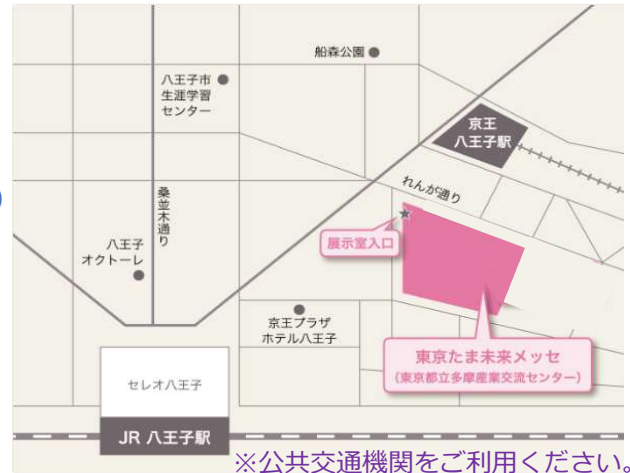 船森公園
八王子市
生涯学習
センター
京王
八王子駅
れんが通り
桑並木通り
展示室入口
八王子
オクトーレ
京王プラザ
ホテル八王子
東京たま未来メッセ
(東京都立多摩産業交流センター)
セレオ八王子
JR 八王子駅
※公共交通機関をご利用ください。